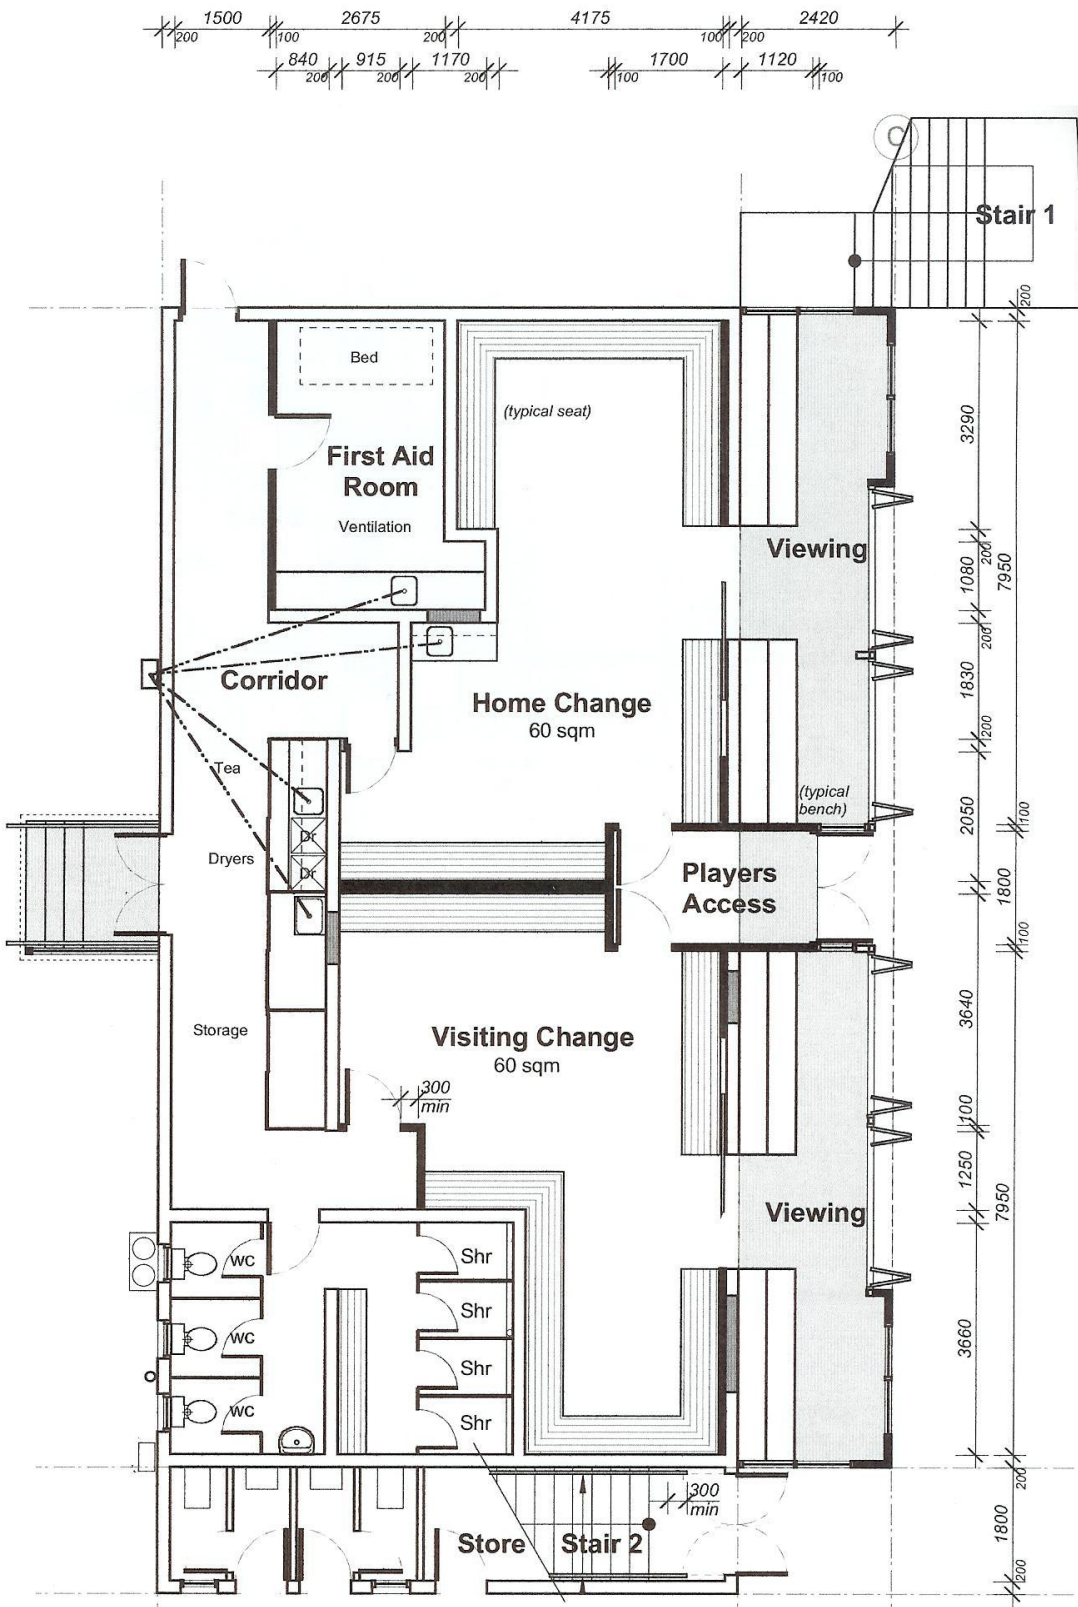 1500 2675 4175 2420
200 100 200 100 200
840 915 1170 1700 1120
200 200 200 100 100
C
Stair 1
200
Bed
(typical seat)
3290
First Aid
Room
Ventilation
Viewing
200
1080
7950
200
Corridor
1830
Home Change
60 sqm
200
Tea
(typical
bench)
2050
100
Dr
Dryers
Dr
Players
Access
1800
100
3640
Storage
Visiting Change
60 sqm
300
min
100
1250
7950
Viewing
wc
Shr
wc
Shr
3660
Shr
wc
Shr
200
300
min
Store
Stair 2
1800
200